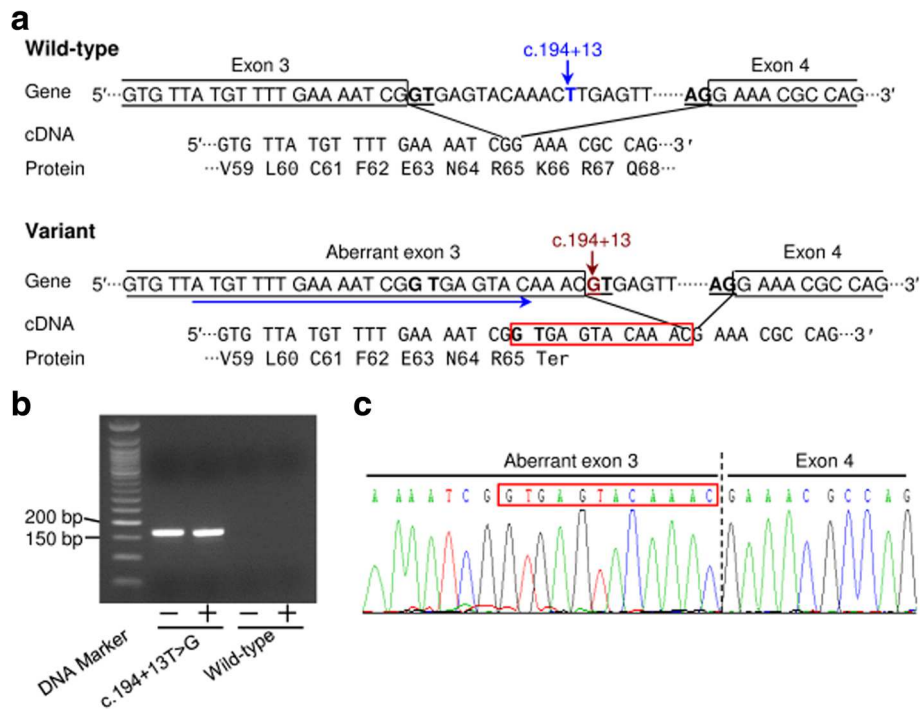 a
Wild-type
c.194+13
Exon 3 Exon 4
Gene 5'···GTG TTA TGT TTT GAA AAT CGGTGAGTACAAACTTGAGTT······AGG AAA CGC CAG···3'
cDNA 5'···GTG TTA TGT TTT GAA AAT CGG AAA CGC CAG···3'
Protein ···V59 L60 C61 F62 E63 N64 R65 K66 R67 Q68···
Variant
c.194+13
Aberrant exon 3 Exon 4
Gene 5'···GTG TTA TGT TTT GAA AAT CGG TGA GTA CAA ACGTGAGTT·····AGG AAA CGC CAG···3'
cDNA 5'···GTG TTA TGT TTT GAA AAT CGG TGA GTA CAA ACG AAA CGC CAG···3'
Protein ···V59 L60 C61 F62 E63 N64 R65 Ter
b
200 bp
150 bp
− + − +
DNA Marker c.194+13T>G Wild-type
c
Aberrant exon 3 Exon 4
A A A A T C G G T G A G T A C A A A C G A A A C G C C A G